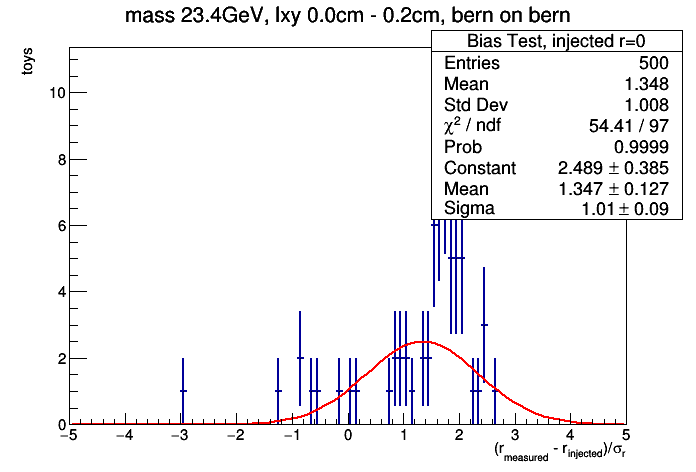 mass 23.4GeV, lxy 0.0cm - 0.2cm, bern on bern
Bias Test, injected r=0
Entries 500
Mean 1.348
Std Dev 1.008
χ² / ndf 54.41 / 97
Prob 0.9999
Constant 2.489 ± 0.385
Mean 1.347 ± 0.127
Sigma 1.01 ± 0.09
toys
10
8
6
4
2
0
−5 −4 −3 −2 −1 0 1 2 3 4 5
(r_measured - r_injected)/σ_r